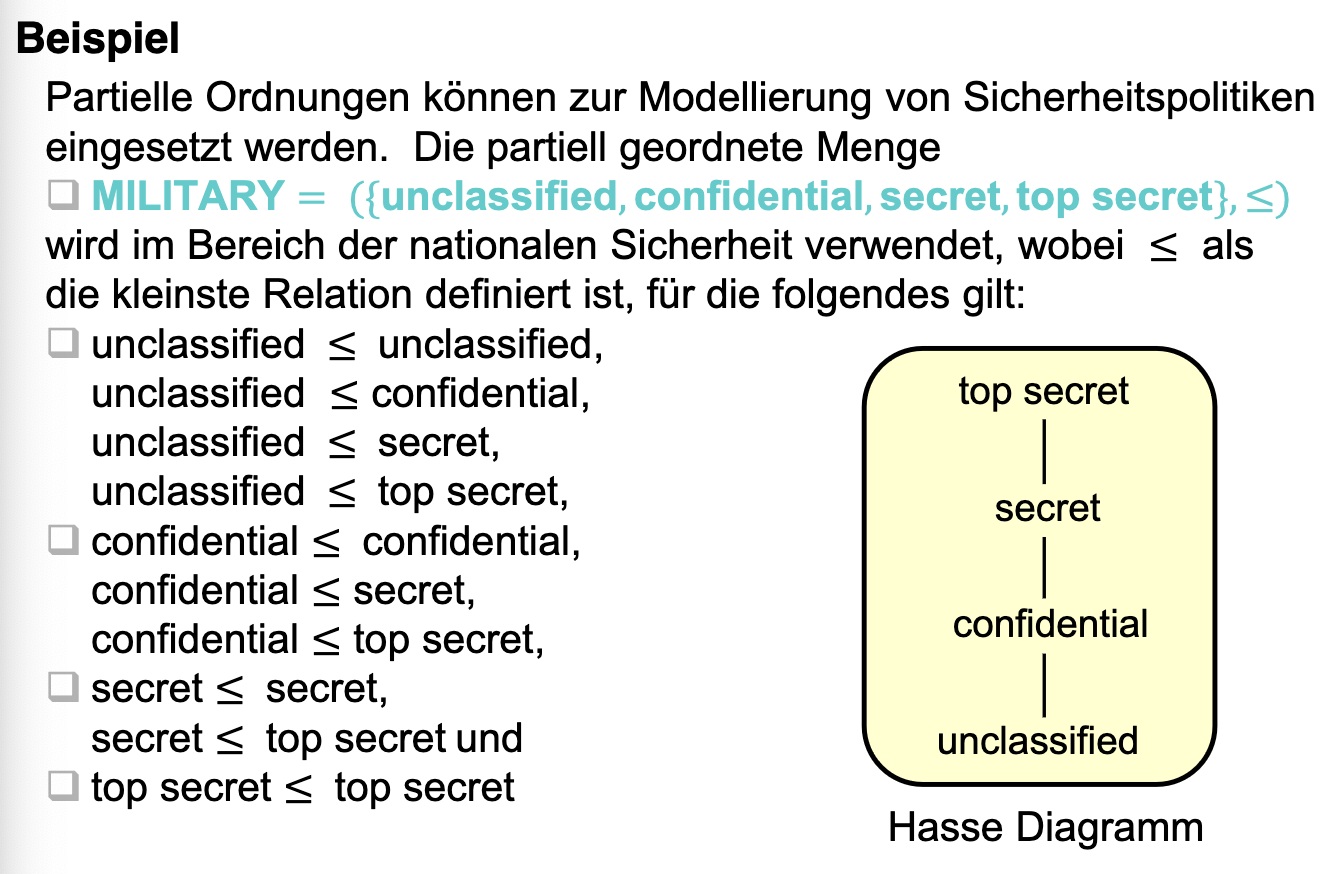 Beispiel
Partielle Ordnungen können zur Modellierung von Sicherheitspolitiken
eingesetzt werden. Die partiell geordnete Menge
❑ MILITARY = ({unclassified, confidential, secret, top secret}, ≤)
wird im Bereich der nationalen Sicherheit verwendet, wobei ≤ als
die kleinste Relation definiert ist, für die folgendes gilt:
❑ unclassified ≤ unclassified,
unclassified ≤ confidential,
unclassified ≤ secret,
unclassified ≤ top secret,
❑ confidential ≤ confidential,
confidential ≤ secret,
confidential ≤ top secret,
❑ secret ≤ secret,
secret ≤ top secret und
❑ top secret ≤ top secret
top secret
secret
confidential
unclassified
Hasse Diagramm